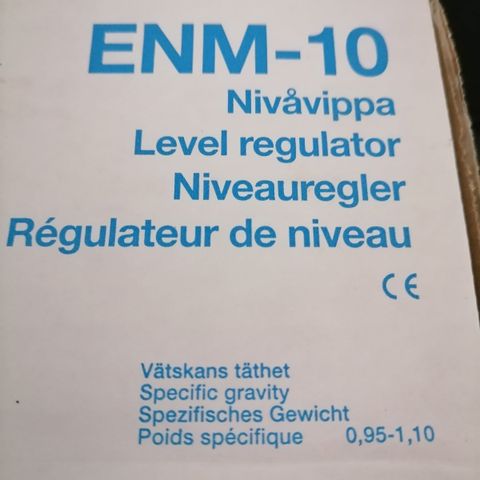 ENM-10
Nivåvippa
Level regulator
Niveauregler
Régulateur de niveau
CE
Vätskans täthet
Specific gravity
Spezifisches Gewicht
Poids spécifique 0,95-1,10